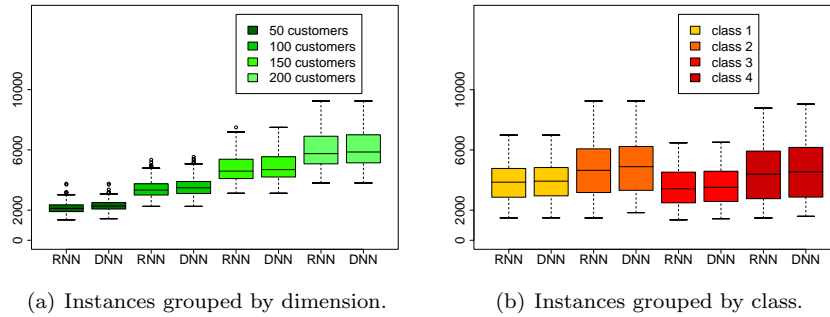 50 customers
100 customers
150 customers
200 customers
0 2000 6000 10000
RNN DNN RNN DNN RNN DNN RNN DNN
(a) Instances grouped by dimension.
class 1
class 2
class 3
class 4
0 2000 6000 10000
RNN DNN RNN DNN RNN DNN RNN DNN
(b) Instances grouped by class.